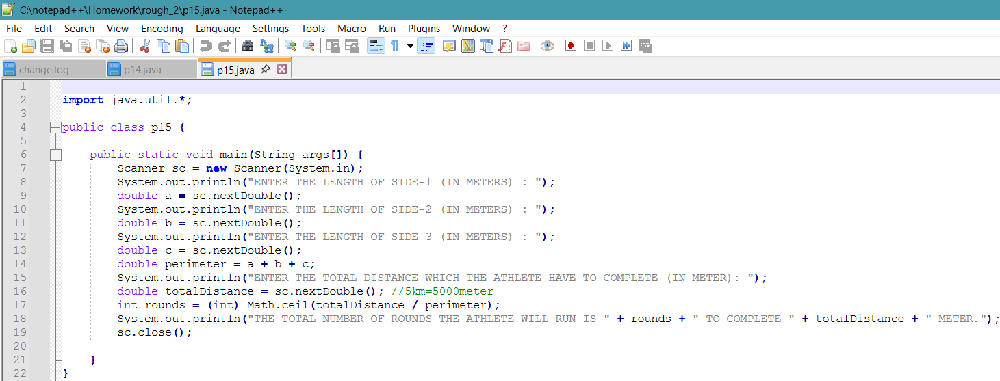 C:\notepad++\Homework\rough_2\p15.java - Notepad++
File Edit Search View Encoding Language Settings Tools Macro Run Plugins Window ?
change.log p14.java p15.java
1
2 import java.util.*;
3
4 public class p15 {
5
6     public static void main(String args[]) {
7         Scanner sc = new Scanner(System.in);
8         System.out.println("ENTER THE LENGTH OF SIDE-1 (IN METERS) : ");
9         double a = sc.nextDouble();
10         System.out.println("ENTER THE LENGTH OF SIDE-2 (IN METERS) : ");
11         double b = sc.nextDouble();
12         System.out.println("ENTER THE LENGTH OF SIDE-3 (IN METERS) : ");
13         double c = sc.nextDouble();
14         double perimeter = a + b + c;
15         System.out.println("ENTER THE TOTAL DISTANCE WHICH THE ATHLETE HAVE TO COMPLETE (IN METER): ");
16         double totalDistance = sc.nextDouble(); //5km=5000meter
17         int rounds = (int) Math.ceil(totalDistance / perimeter);
18         System.out.println("THE TOTAL NUMBER OF ROUNDS THE ATHLETE WILL RUN IS " + rounds + " TO COMPLETE " + totalDistance + " METER.");
19         sc.close();
20
21     }
22 }